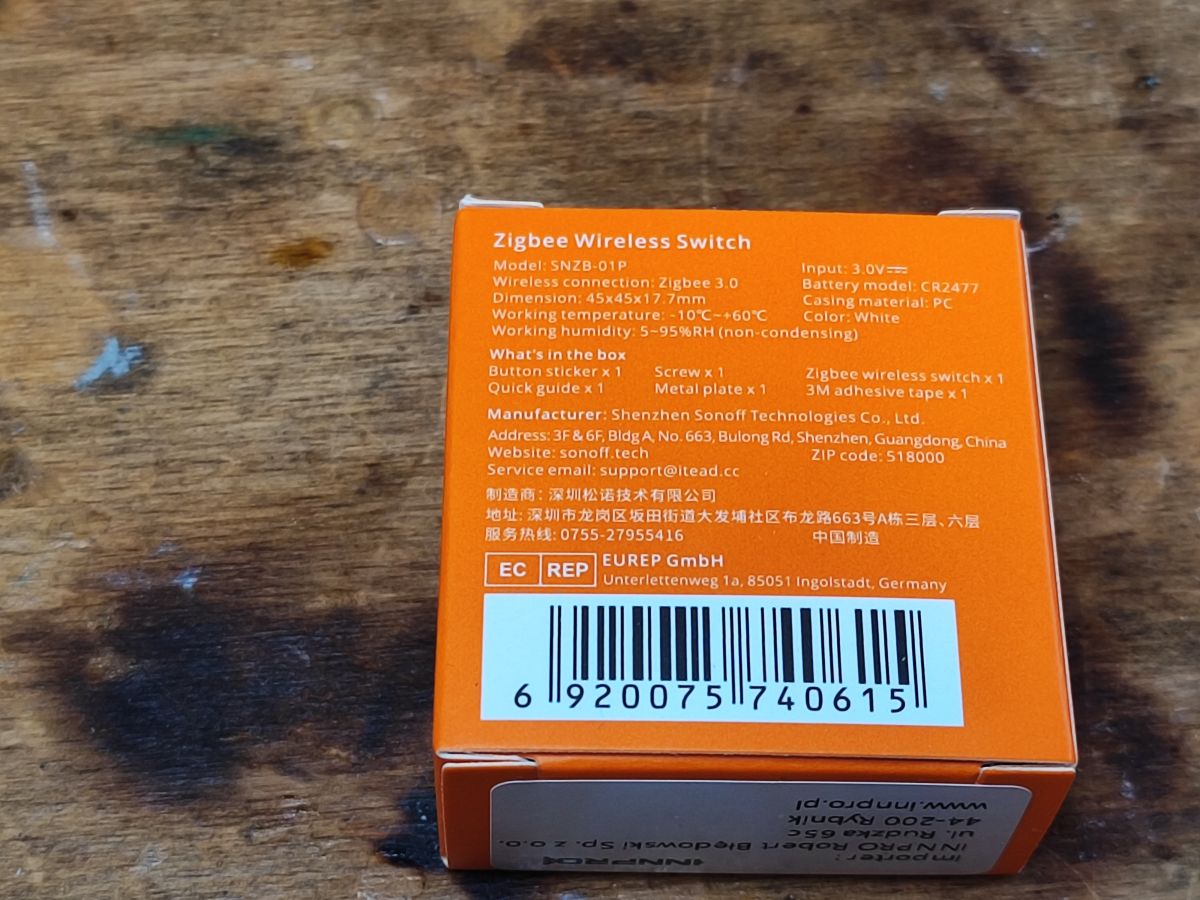 Zigbee Wireless Switch
Model: SNZB-01P
Input: 3.0V⎓
Wireless connection: Zigbee 3.0
Battery model: CR2477
Dimension: 45x45x17.7mm
Casing material: PC
Working temperature: -10℃~+60℃
Color: White
Working humidity: 5~95%RH (non-condensing)
What's in the box
Button sticker x 1 Screw x 1 Zigbee wireless switch x 1
Quick guide x 1 Metal plate x 1 3M adhesive tape x 1
Manufacturer: Shenzhen Sonoff Technologies Co., Ltd.
Address: 3F & 6F, Bldg A, No. 663, Bulong Rd, Shenzhen, Guangdong, China
Website: sonoff.tech ZIP code: 518000
Service email: support@itead.cc
制造商: 深圳松诺技术有限公司
地址: 深圳市龙岗区坂田街道大发埔社区布龙路663号A栋三层、六层
服务热线: 0755-27955416 中国制造
EC REP EUREP GmbH
Unterlettenweg 1a, 85051 Ingolstadt, Germany
6 920075 740615
INNPRO
importer:
INNPRO Robert Błędowski Sp. z o.o.
ul. Rudzka 65c
44-200 Rybnik
www.innpro.pl